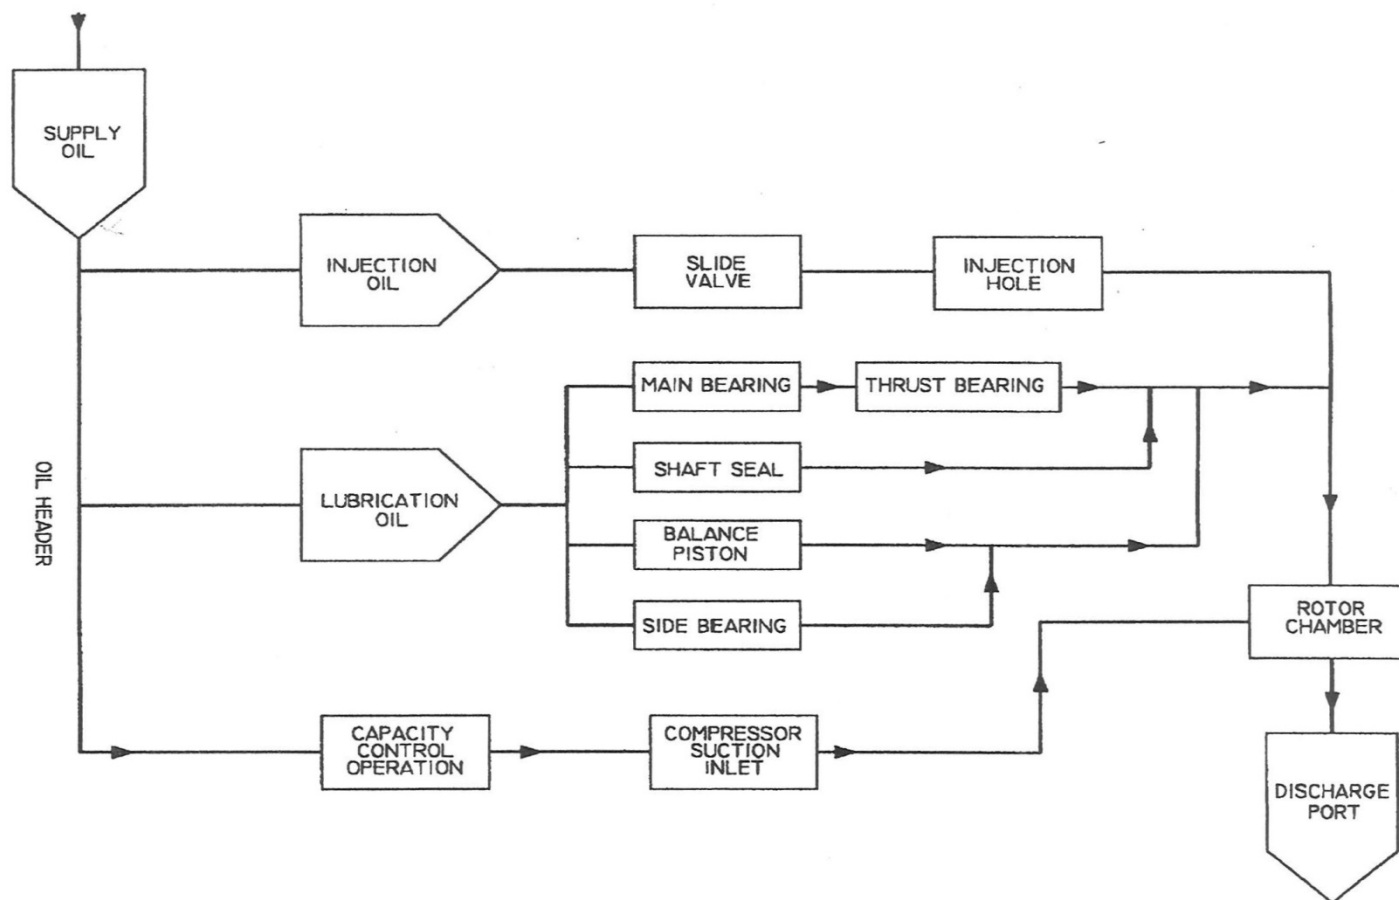 SUPPLY
OIL
INJECTION
OIL
SLIDE
VALVE
INJECTION
HOLE
MAIN BEARING
THRUST BEARING
OIL HEADER
LUBRICATION
OIL
SHAFT SEAL
BALANCE
PISTON
SIDE BEARING
ROTOR
CHAMBER
CAPACITY
CONTROL
OPERATION
COMPRESSOR
SUCTION
INLET
DISCHARGE
PORT